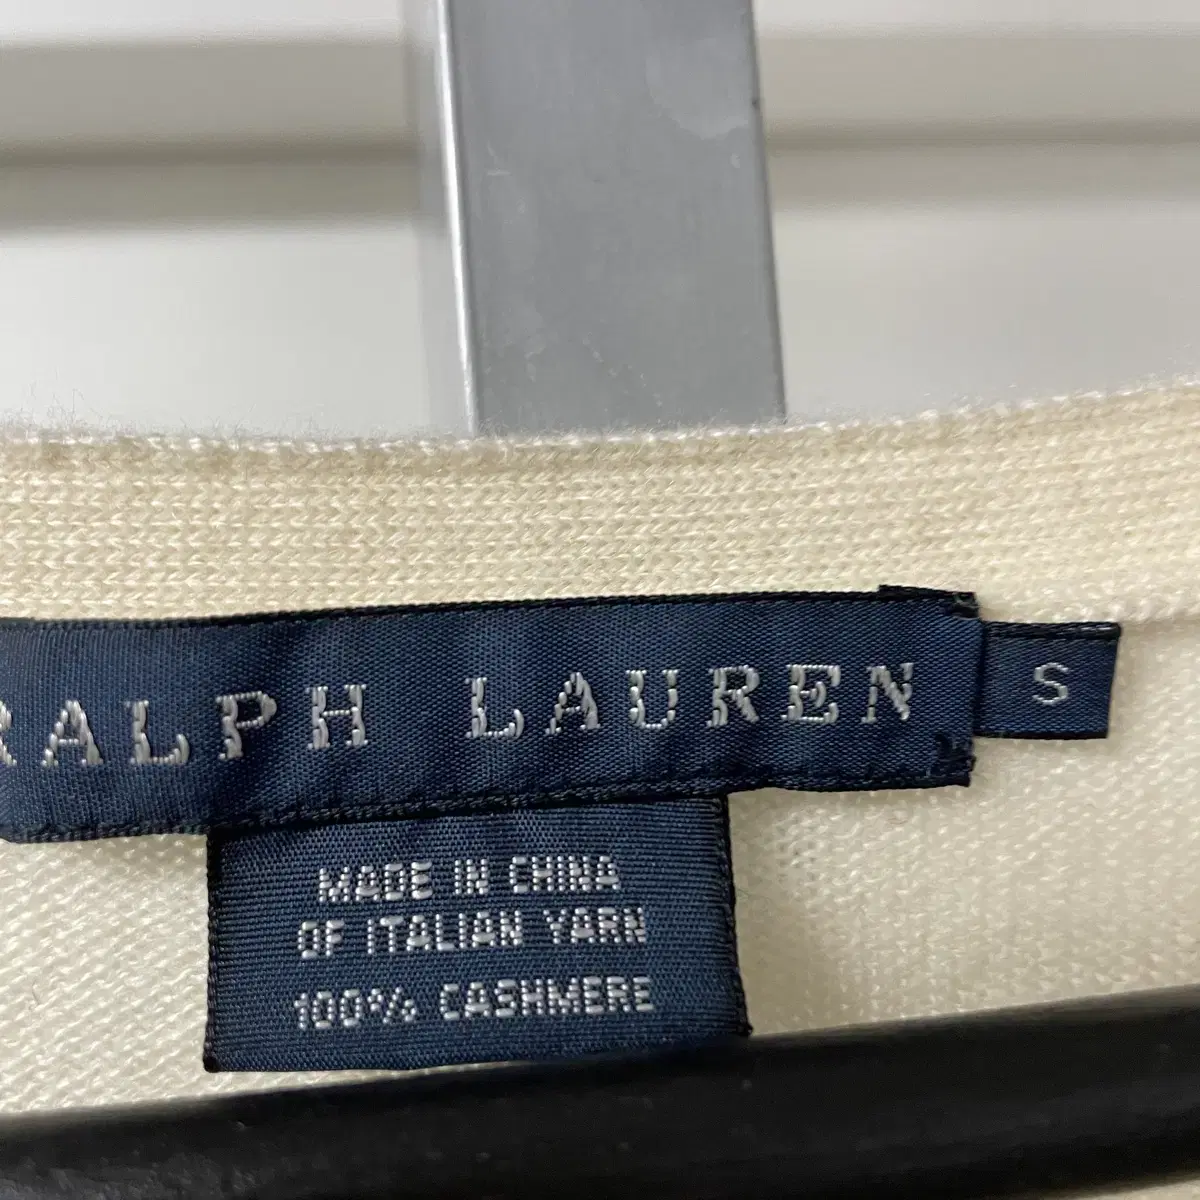 RALPH LAUREN
S
MADE IN CHINA
OF ITALIAN YARN
100% CASHMERE